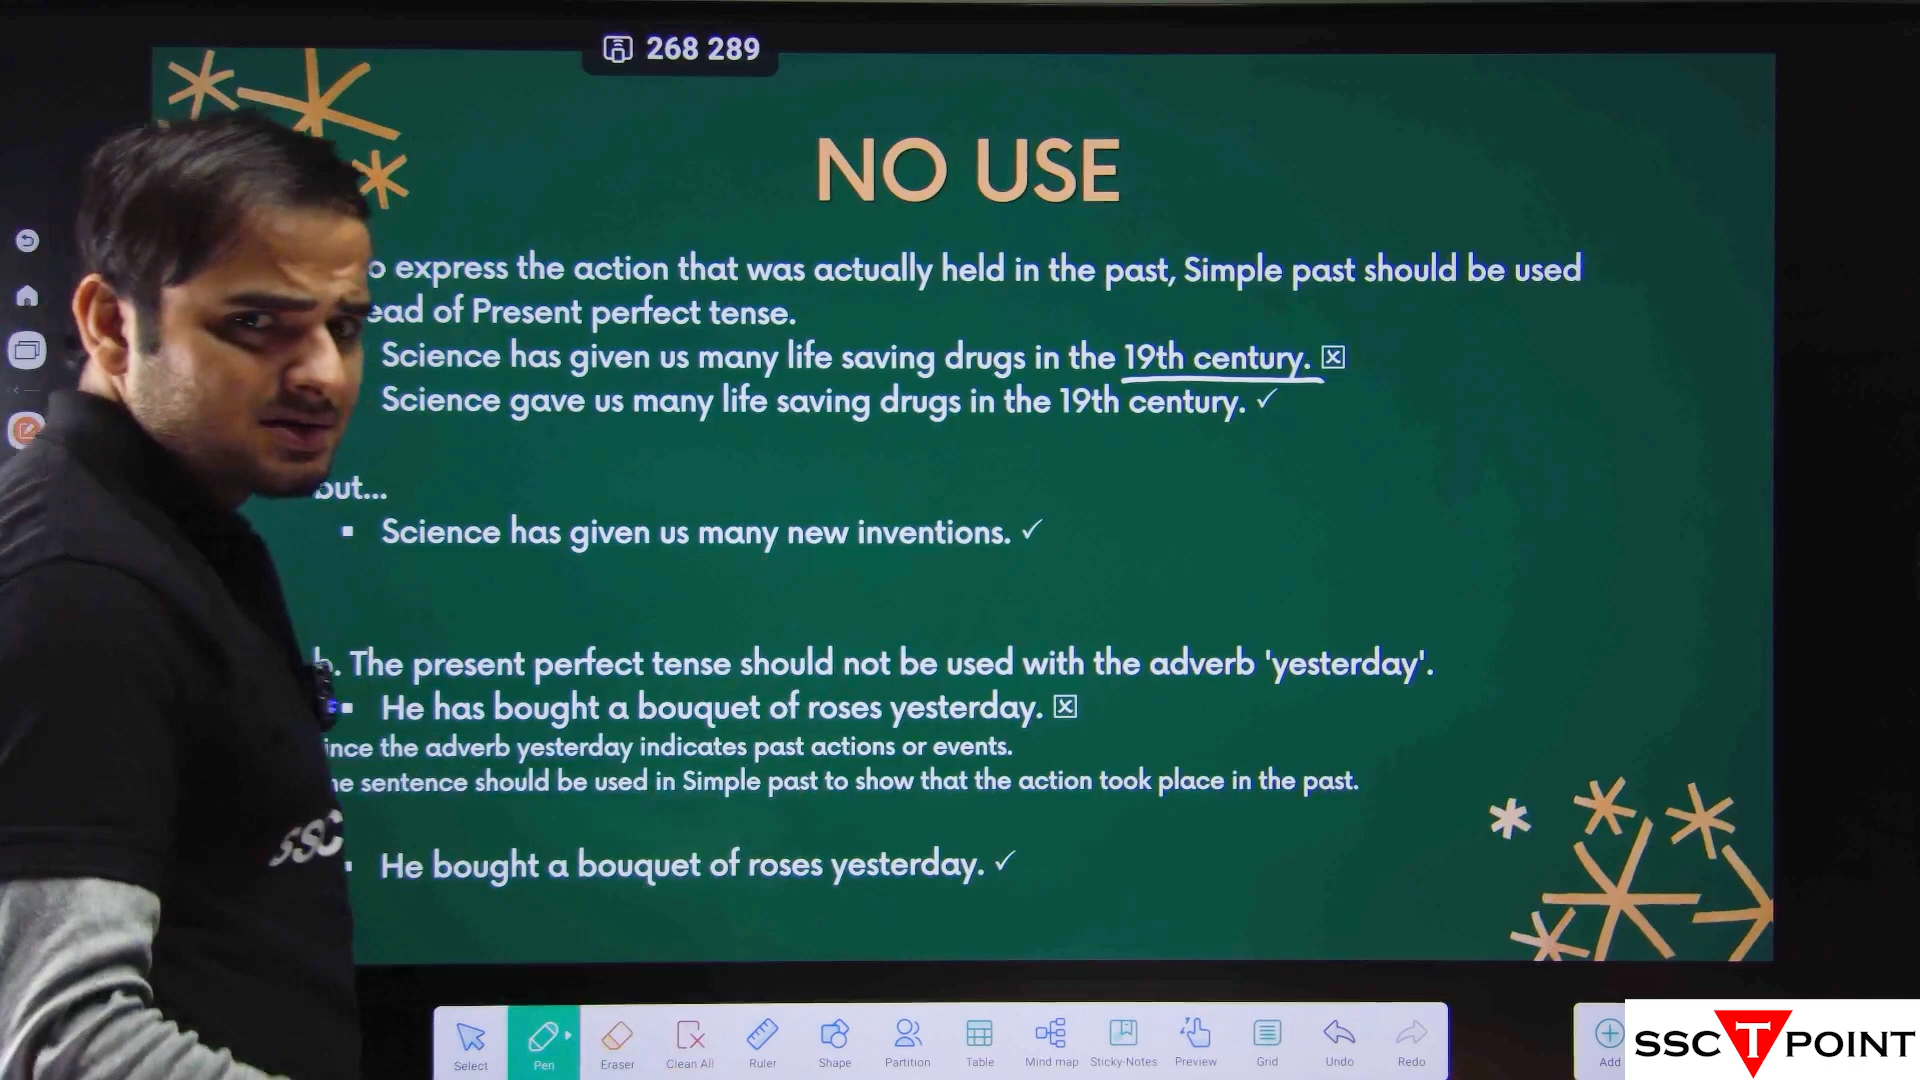 268 289
NO USE
o express the action that was actually held in the past, Simple past should be used
ead of Present perfect tense.
Science has given us many life saving drugs in the 19th century. ☒
Science gave us many life saving drugs in the 19th century. ✓
but...
▪ Science has given us many new inventions. ✓
b. The present perfect tense should not be used with the adverb 'yesterday'.
▪ He has bought a bouquet of roses yesterday. ☒
ince the adverb yesterday indicates past actions or events.
he sentence should be used in Simple past to show that the action took place in the past.
▪ He bought a bouquet of roses yesterday. ✓
SSC
Select Pen Eraser Clean All Ruler Shape Partition Table Mind map Sticky-Notes Preview Grid Undo Redo Add
SSC T POINT